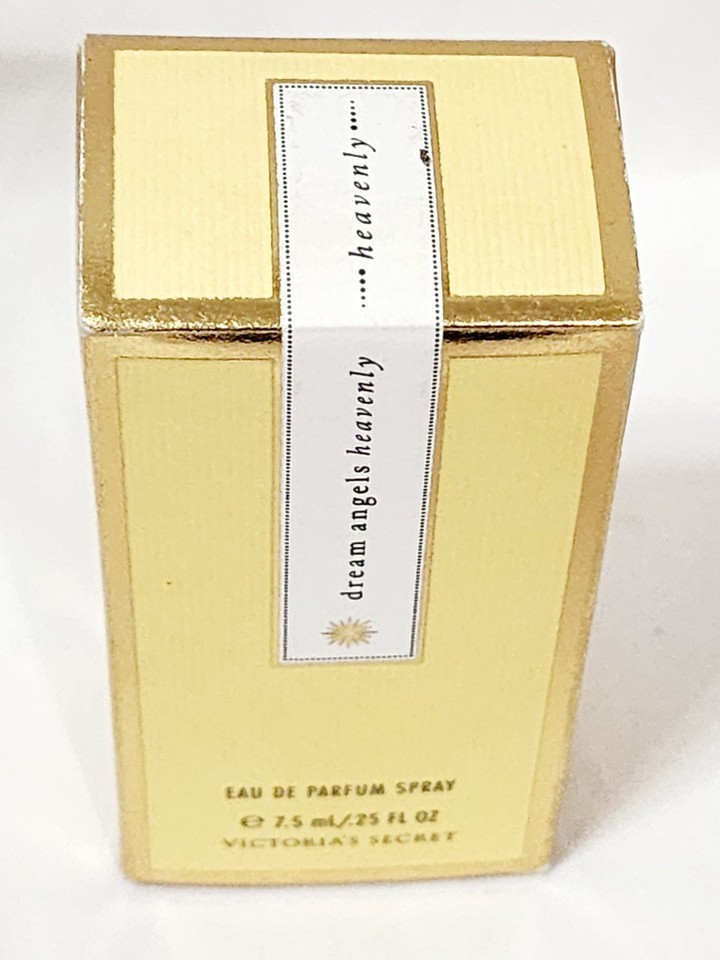 •••••heavenly•••••
dream angels heavenly
EAU DE PARFUM SPRAY
℮ 7.5 mL/.25 FL OZ
VICTORIA'S SECRET